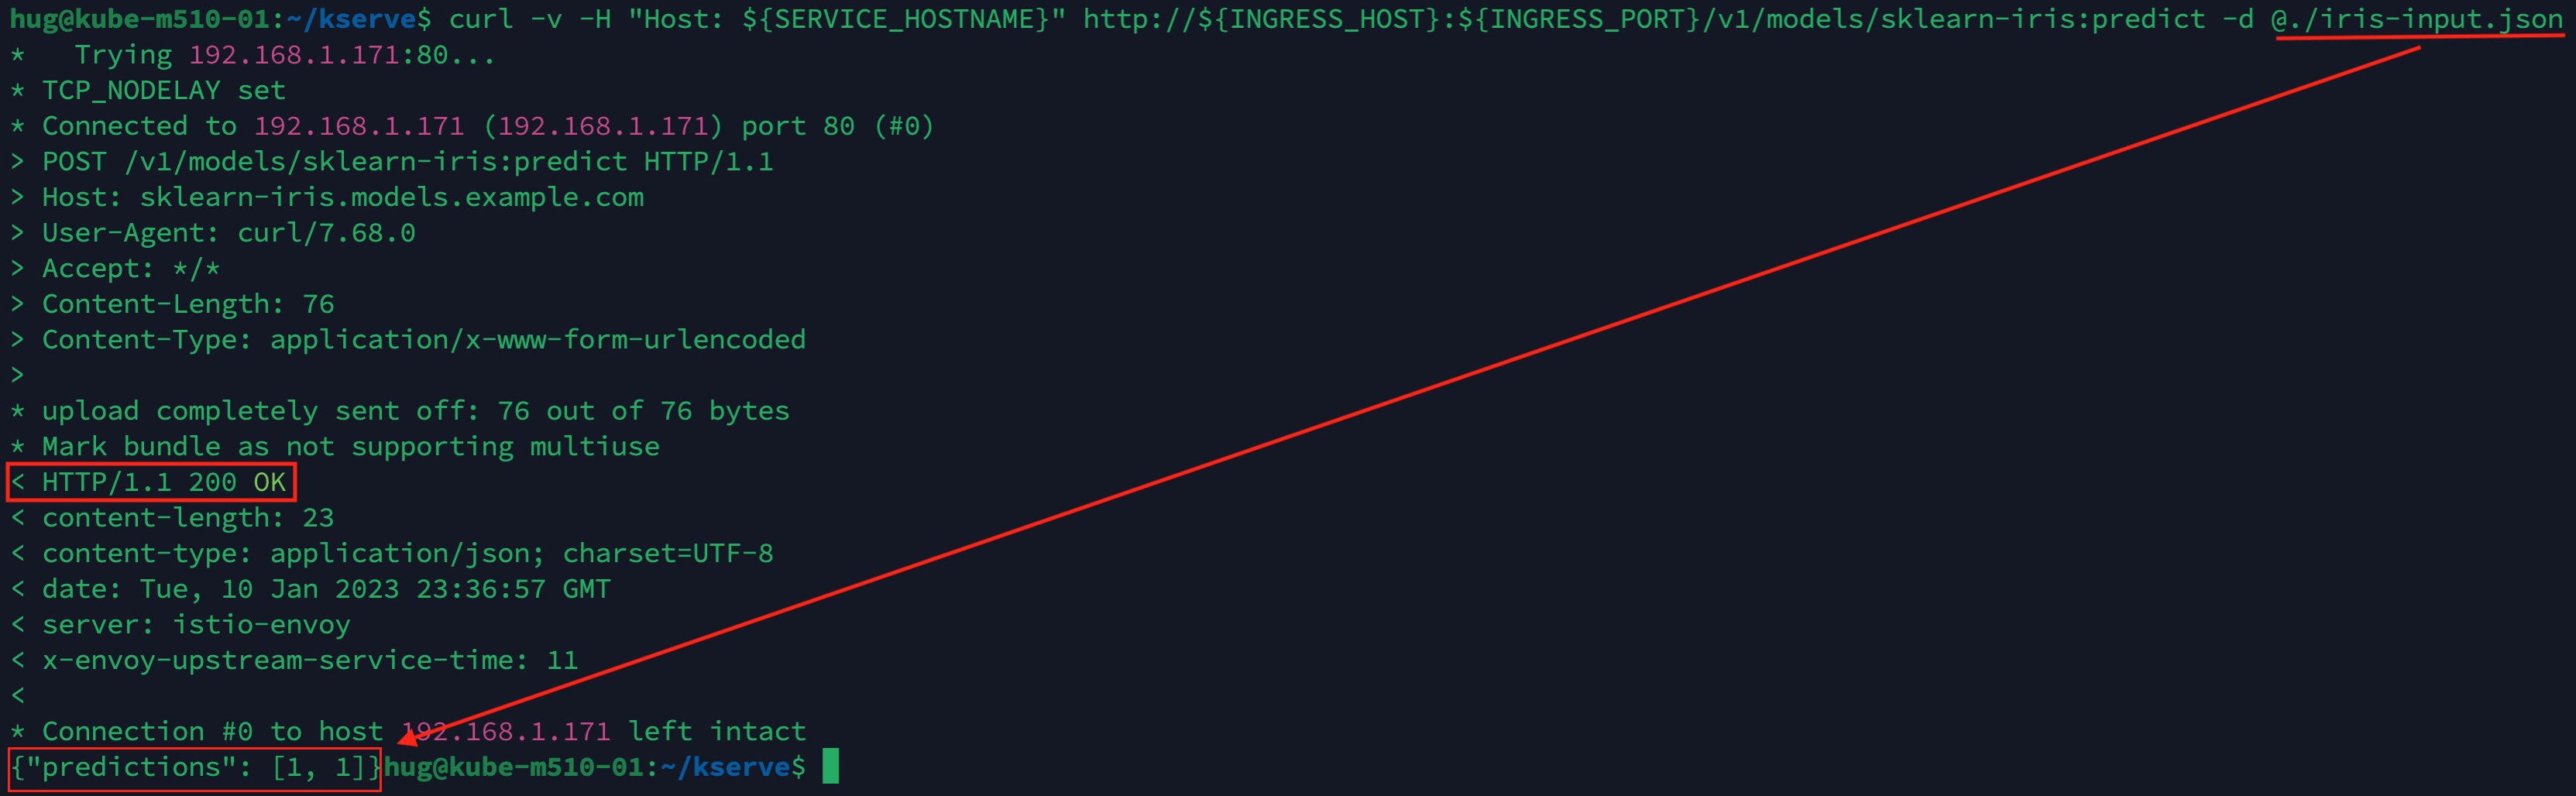 hug@kube-m510-01:~/kserve$ curl -v -H "Host: ${SERVICE_HOSTNAME}" http://${INGRESS_HOST}:${INGRESS_PORT}/v1/models/sklearn-iris:predict -d @./iris-input.json
*   Trying 192.168.1.171:80...
* TCP_NODELAY set
* Connected to 192.168.1.171 (192.168.1.171) port 80 (#0)
> POST /v1/models/sklearn-iris:predict HTTP/1.1
> Host: sklearn-iris.models.example.com
> User-Agent: curl/7.68.0
> Accept: */*
> Content-Length: 76
> Content-Type: application/x-www-form-urlencoded
>
* upload completely sent off: 76 out of 76 bytes
* Mark bundle as not supporting multiuse
< HTTP/1.1 200 OK
< content-length: 23
< content-type: application/json; charset=UTF-8
< date: Tue, 10 Jan 2023 23:36:57 GMT
< server: istio-envoy
< x-envoy-upstream-service-time: 11
<
* Connection #0 to host 192.168.1.171 left intact
{"predictions": [1, 1]}hug@kube-m510-01:~/kserve$